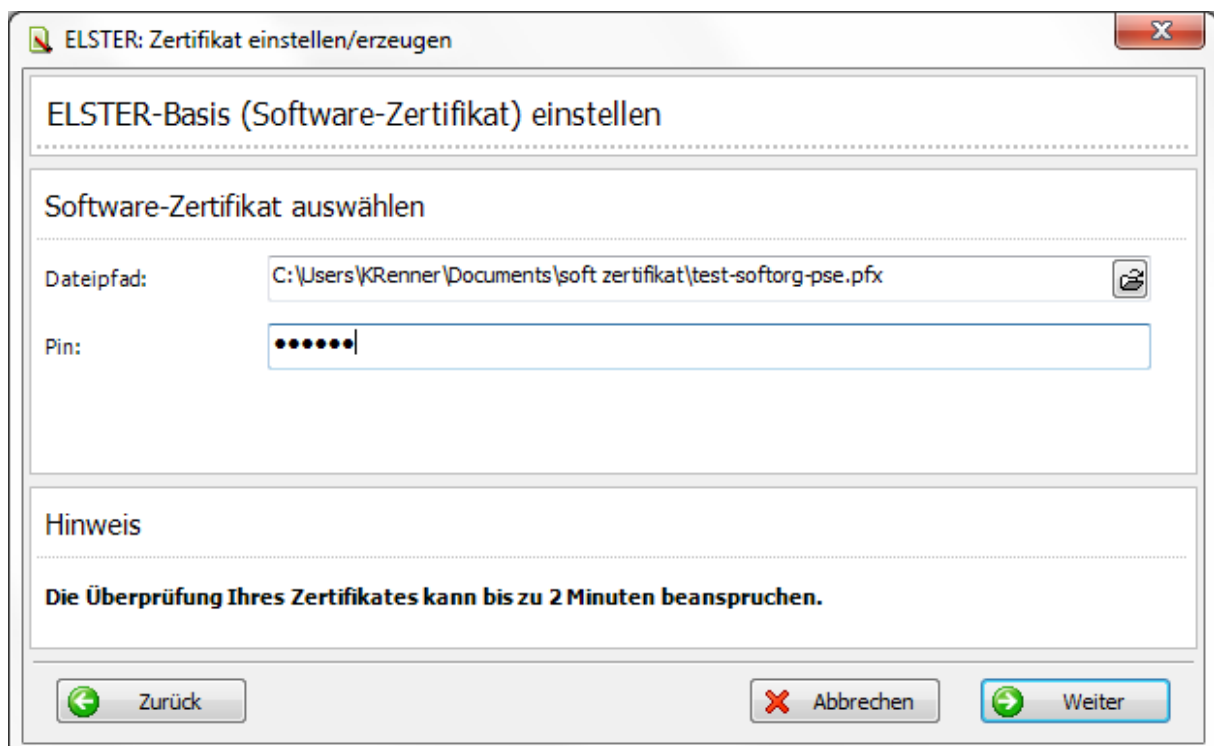 ELSTER: Zertifikat einstellen/erzeugen
ELSTER-Basis (Software-Zertifikat) einstellen
Software-Zertifikat auswählen
Dateipfad: C:\Users\KRenner\Documents\soft zertifikat\test-softorg-pse.pfx
Pin: ●●●●●●
Hinweis
Die Überprüfung Ihres Zertifikates kann bis zu 2 Minuten beanspruchen.
Zurück Abbrechen Weiter